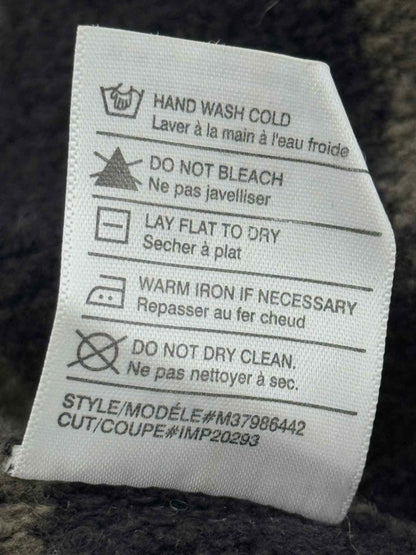 HAND WASH COLD
Laver à la main à l'eau froide
DO NOT BLEACH
Ne pas javelliser
LAY FLAT TO DRY
Secher à plat
WARM IRON IF NECESSARY
Repasser au fer cheud
DO NOT DRY CLEAN.
Ne pas nettoyer à sec.
STYLE/MODÉLE#M37986442
CUT/COUPE#IMP20293